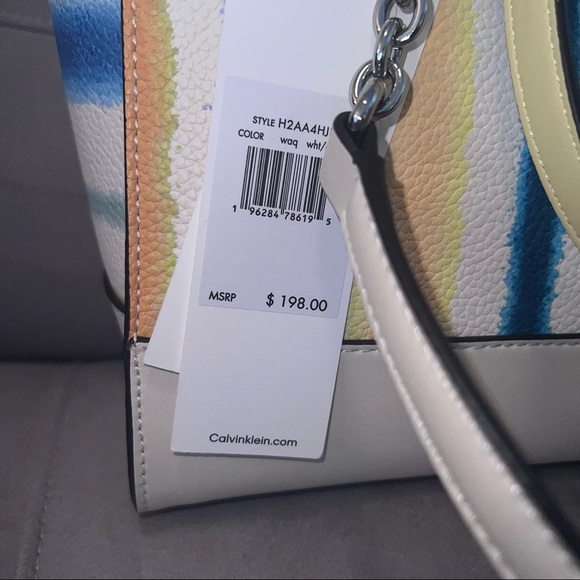 STYLE H2AA4HJ
COLOR waq wht/
1 96284 78619 5
MSRP $ 198.00
Calvinklein.com